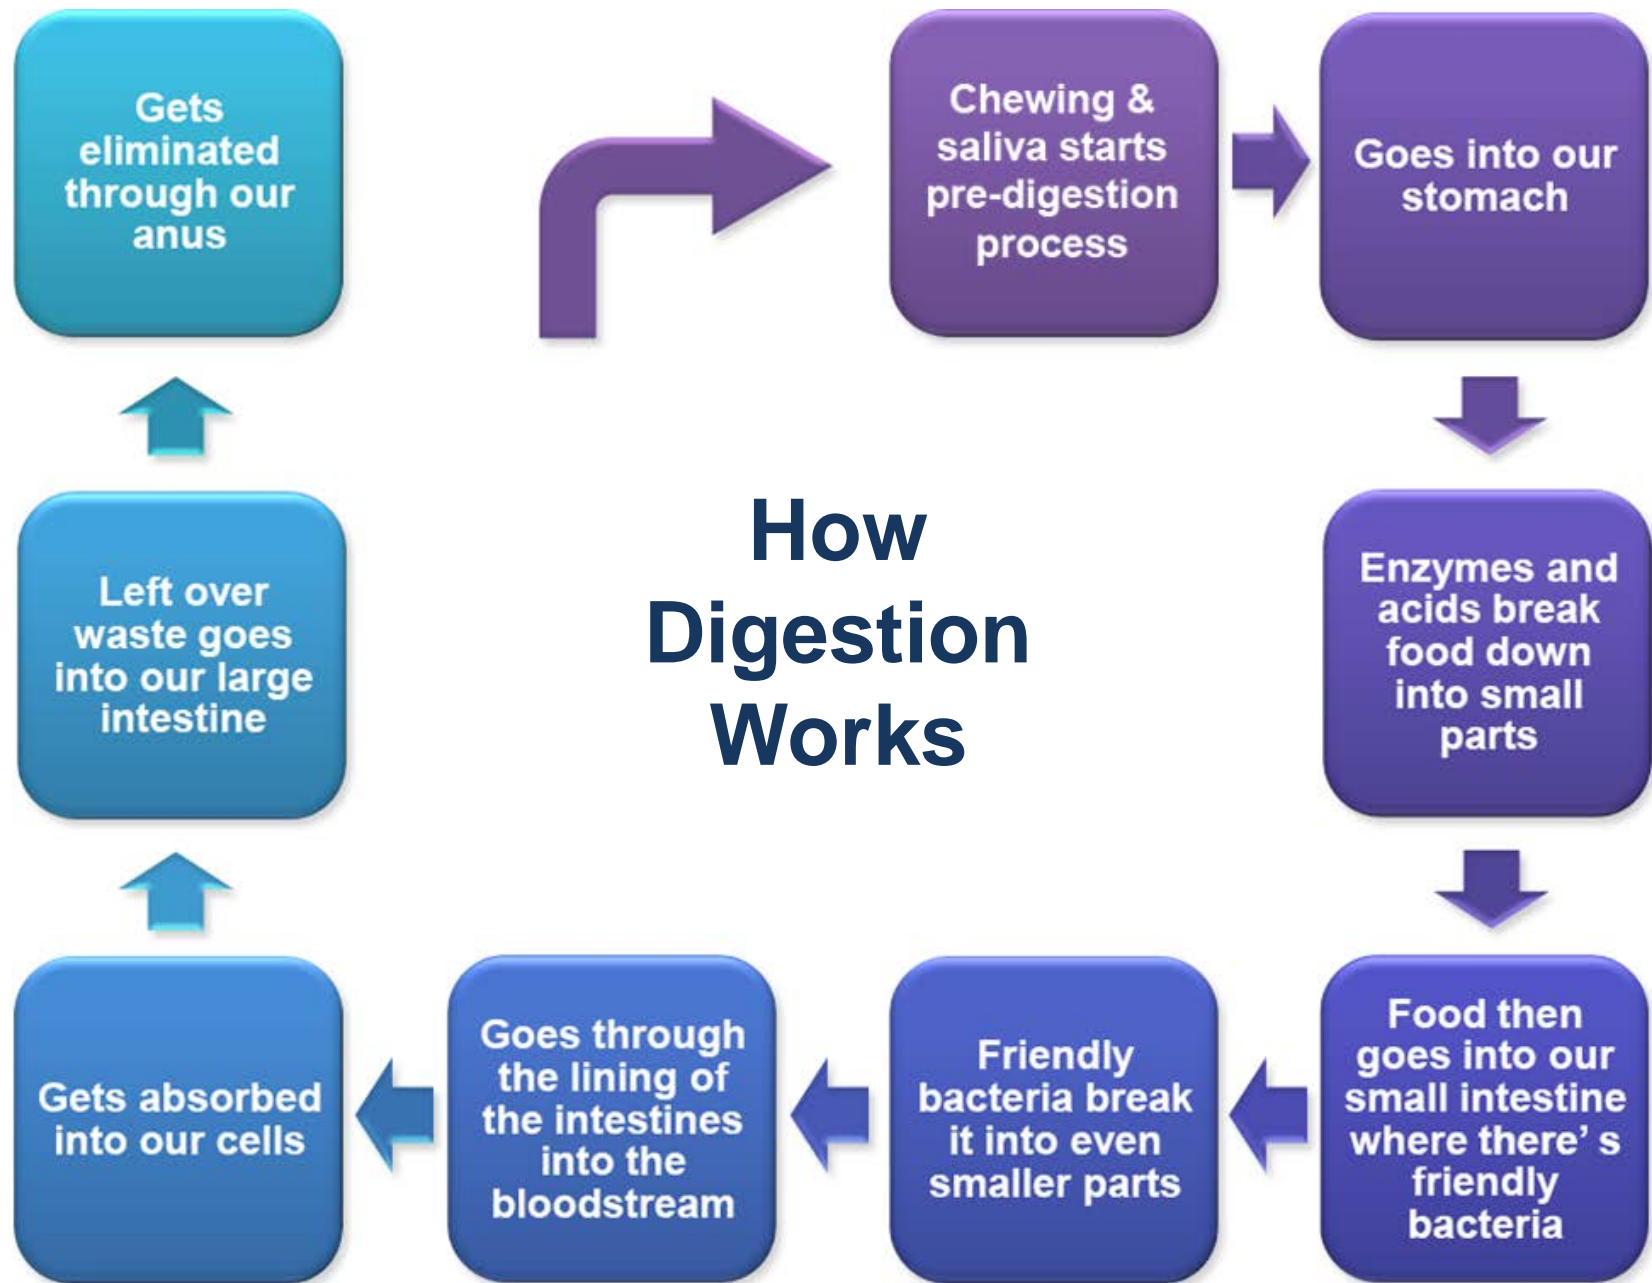 Chewing &
saliva starts
pre-digestion
process
Goes into our
stomach
Enzymes and
acids break
food down
into small
parts
Food then
goes into our
small intestine
where there’ s
friendly
bacteria
Friendly
bacteria break
it into even
smaller parts
Goes through
the lining of
the intestines
into the
bloodstream
Gets absorbed
into our cells
Left over
waste goes
into our large
intestine
Gets
eliminated
through our
anus
How
Digestion
Works